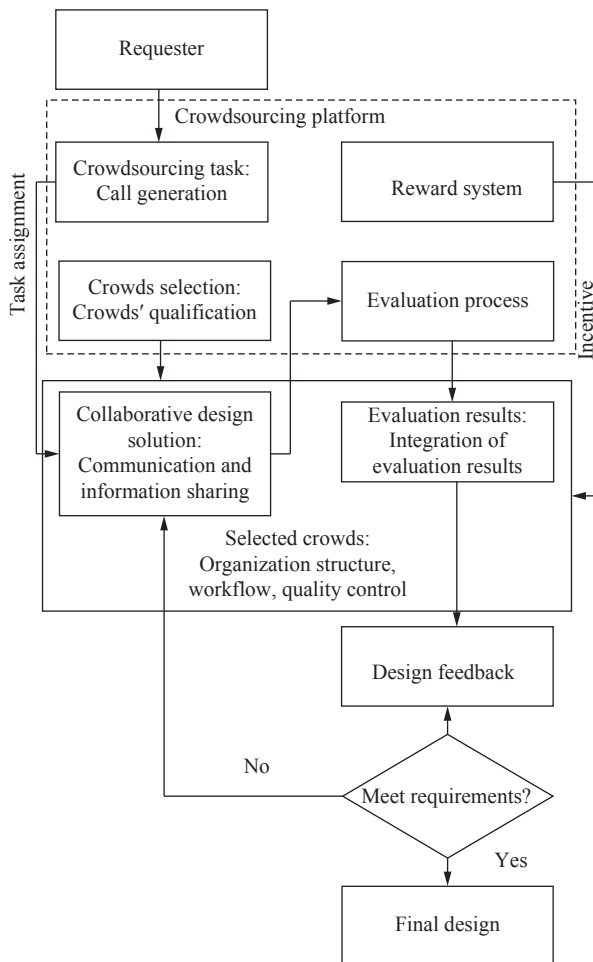 Requester
Crowdsourcing platform
Crowdsourcing task:
Call generation
Reward system
Task assignment
Crowds selection:
Crowds′ qualification
Evaluation process
Incentive
Collaborative design
solution:
Communication and
information sharing
Evaluation results:
Integration of
evaluation results
Selected crowds:
Organization structure,
workflow, quality control
Design feedback
No
Meet requirements?
Yes
Final design